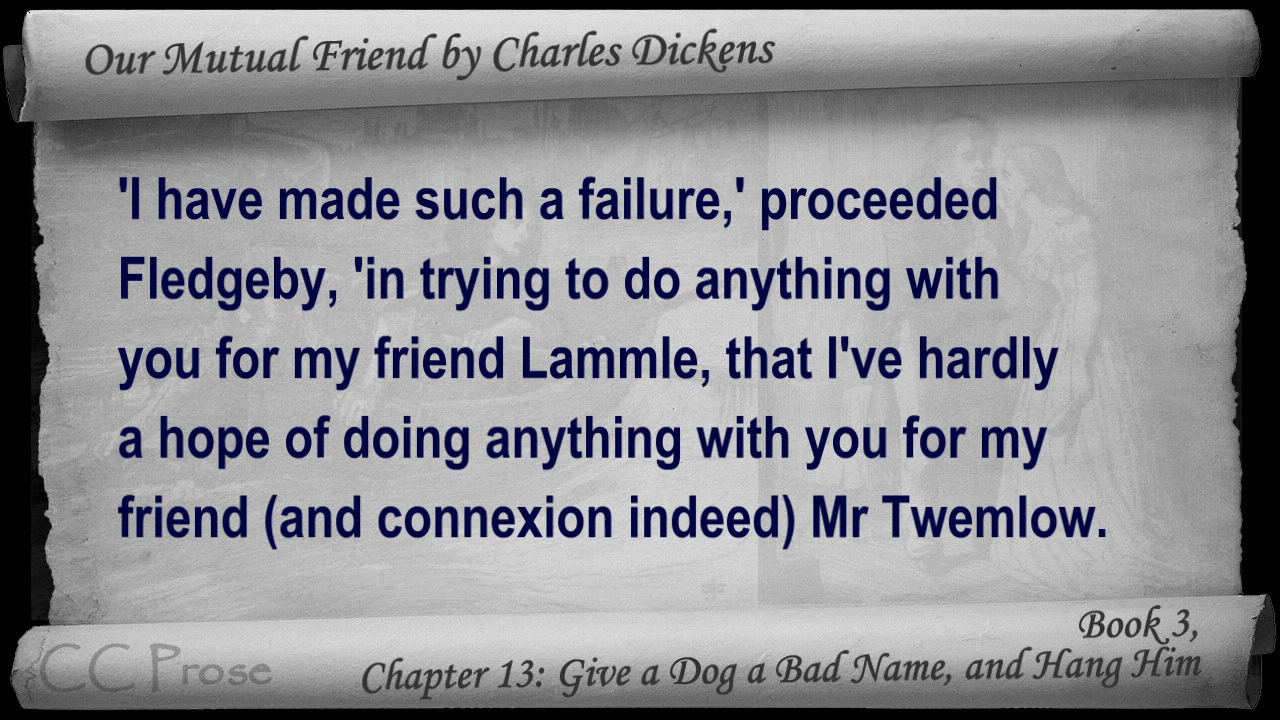 Our Mutual Friend by Charles Dickens
'I have made such a failure,' proceeded
Fledgeby, 'in trying to do anything with
you for my friend Lammle, that I've hardly
a hope of doing anything with you for my
friend (and connexion indeed) Mr Twemlow.
Book 3,
Chapter 13: Give a Dog a Bad Name, and Hang Him
CC Prose